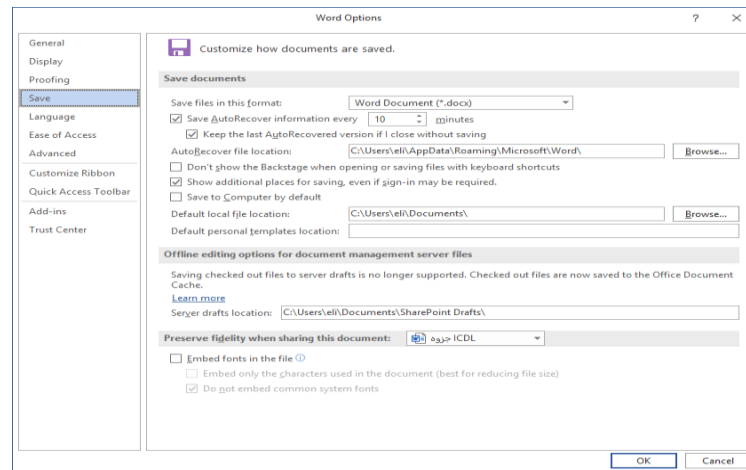 Word Options
General
Display
Proofing
Save
Language
Ease of Access
Advanced
Customize Ribbon
Quick Access Toolbar
Add-ins
Trust Center
Customize how documents are saved.
Save documents
Save files in this format: Word Document (*.docx)
Save AutoRecover information every 10 minutes
Keep the last AutoRecovered version if I close without saving
AutoRecover file location: C:\Users\eli\AppData\Roaming\Microsoft\Word\ Browse...
Don't show the Backstage when opening or saving files with keyboard shortcuts
Show additional places for saving, even if sign-in may be required.
Save to Computer by default
Default local file location: C:\Users\eli\Documents\ Browse...
Default personal templates location:
Offline editing options for document management server files
Saving checked out files to server drafts is no longer supported. Checked out files are now saved to the Office Document
Cache.
Learn more
Server drafts location: C:\Users\eli\Documents\SharePoint Drafts\
Preserve fidelity when sharing this document: جزوه ICDL
Embed fonts in the file
Embed only the characters used in the document (best for reducing file size)
Do not embed common system fonts
OK Cancel